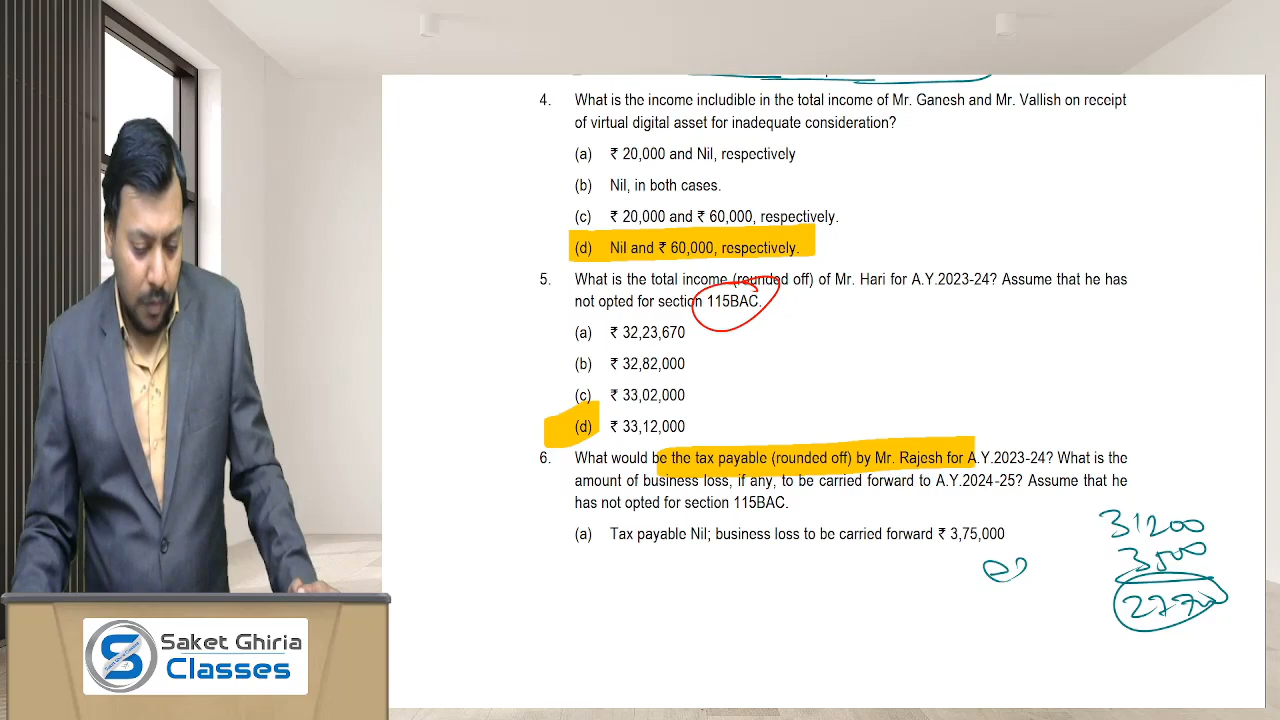 4. What is the income includible in the total income of Mr. Ganesh and Mr. Vallish on receipt
of virtual digital asset for inadequate consideration?
(a) ₹ 20,000 and Nil, respectively
(b) Nil, in both cases.
(c) ₹ 20,000 and ₹ 60,000, respectively.
(d) Nil and ₹ 60,000, respectively.
5. What is the total income (rounded off) of Mr. Hari for A.Y.2023-24? Assume that he has
not opted for section 115BAC.
(a) ₹ 32,23,670
(b) ₹ 32,82,000
(c) ₹ 33,02,000
(d) ₹ 33,12,000
6. What would be the tax payable (rounded off) by Mr. Rajesh for A.Y.2023-24? What is the
amount of business loss, if any, to be carried forward to A.Y.2024-25? Assume that he
has not opted for section 115BAC.
(a) Tax payable Nil; business loss to be carried forward ₹ 3,75,000
31200
3500
Saket Ghiria
Classes